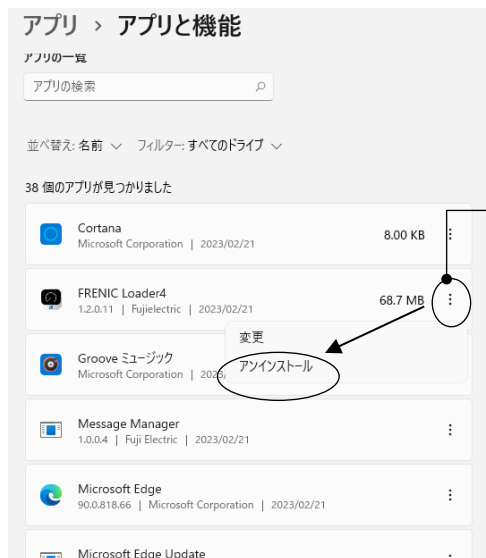 アプリ › アプリと機能
アプリの一覧
アプリの検索
並べ替え: 名前 フィルター: すべてのドライブ
38 個のアプリが見つかりました
Cortana
Microsoft Corporation | 2023/02/21
8.00 KB
FRENIC Loader4
1.2.0.11 | Fujielectric | 2023/02/21
68.7 MB
変更
アンインストール
Groove ミュージック
Microsoft Corporation | 2023/
Message Manager
1.0.0.4 | Fuji Electric | 2023/02/21
Microsoft Edge
90.0.818.66 | Microsoft Corporation | 2023/02/21
Microsoft Edge Update